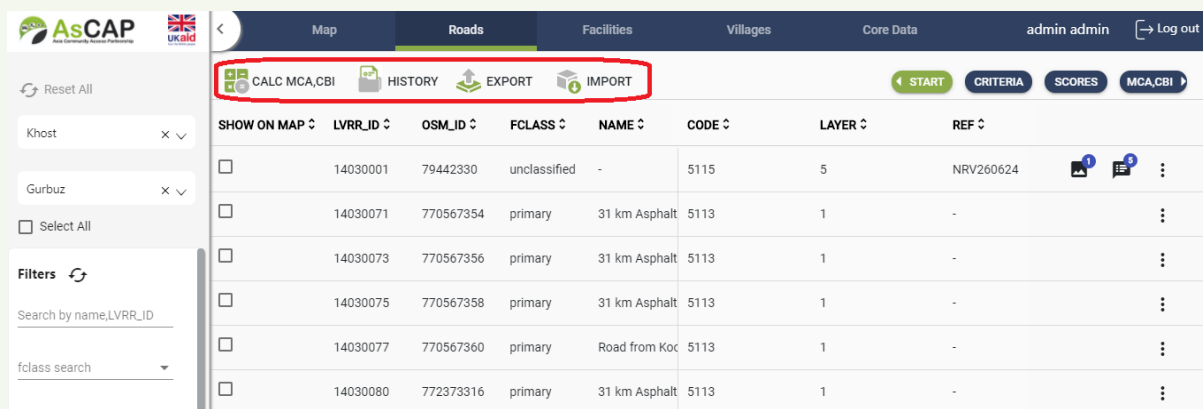 AsCAP
Asia Community Access Partnership
UKaid
Map Roads Facilities Villages Core Data admin admin Log out
Reset All
Khost
Gurbuz
Select All
Filters
Search by name,LVRR_ID
fclass search
CALC MCA,CBI HISTORY EXPORT IMPORT START CRITERIA SCORES MCA,CBI
SHOW ON MAP LVRR_ID OSM_ID FCLASS NAME CODE LAYER REF
14030001 79442330 unclassified - 5115 5 NRV260624 1 5
14030071 770567354 primary 31 km Asphalt 5113 1 -
14030073 770567356 primary 31 km Asphalt 5113 1 -
14030075 770567358 primary 31 km Asphalt 5113 1 -
14030077 770567360 primary Road from Koc 5113 1 -
14030080 772373316 primary 31 km Asphalt 5113 1 -